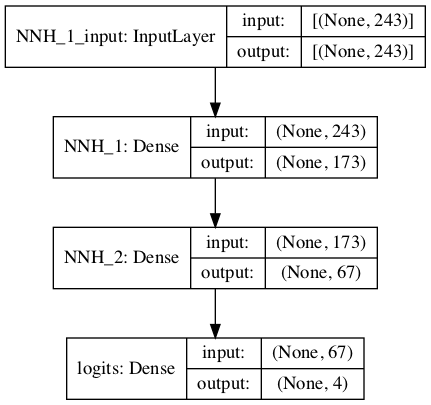 NNH_1_input: InputLayer
input: [(None, 243)]
output: [(None, 243)]
NNH_1: Dense
input: (None, 243)
output: (None, 173)
NNH_2: Dense
input: (None, 173)
output: (None, 67)
logits: Dense
input: (None, 67)
output: (None, 4)